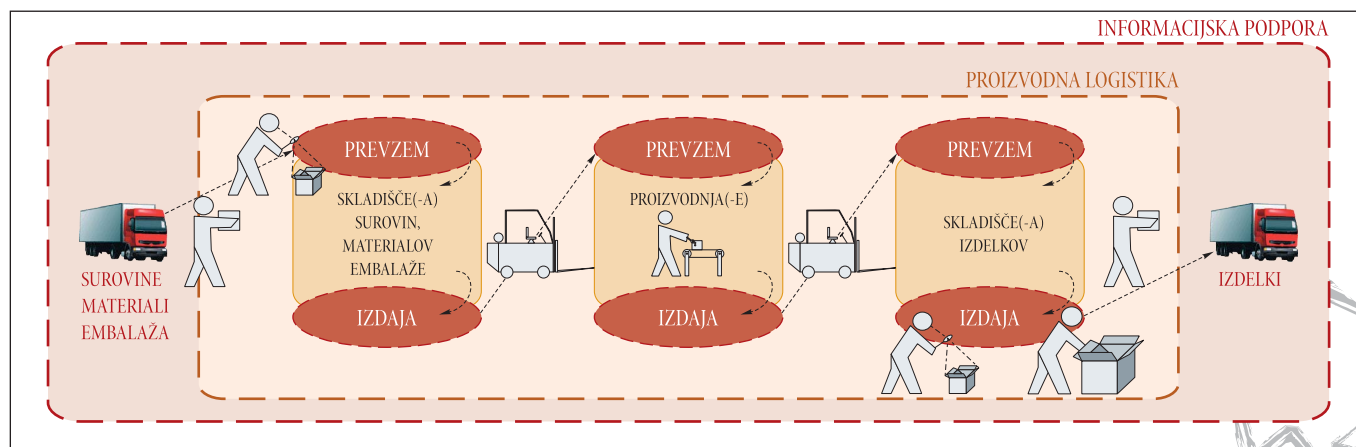 INFORMACIJSKA PODPORA
PROIZVODNA LOGISTIKA
PREVZEM
PREVZEM
PREVZEM
SKLADIŠČE(-A)
SUROVIN,
MATERIALOV
EMBALAŽE
PROIZVODNJA(-E)
SKLADIŠČE(-A)
IZDELKOV
SUROVINE
MATERIALI
EMBALAŽA
IZDELKI
IZDAJA
IZDAJA
IZDAJA